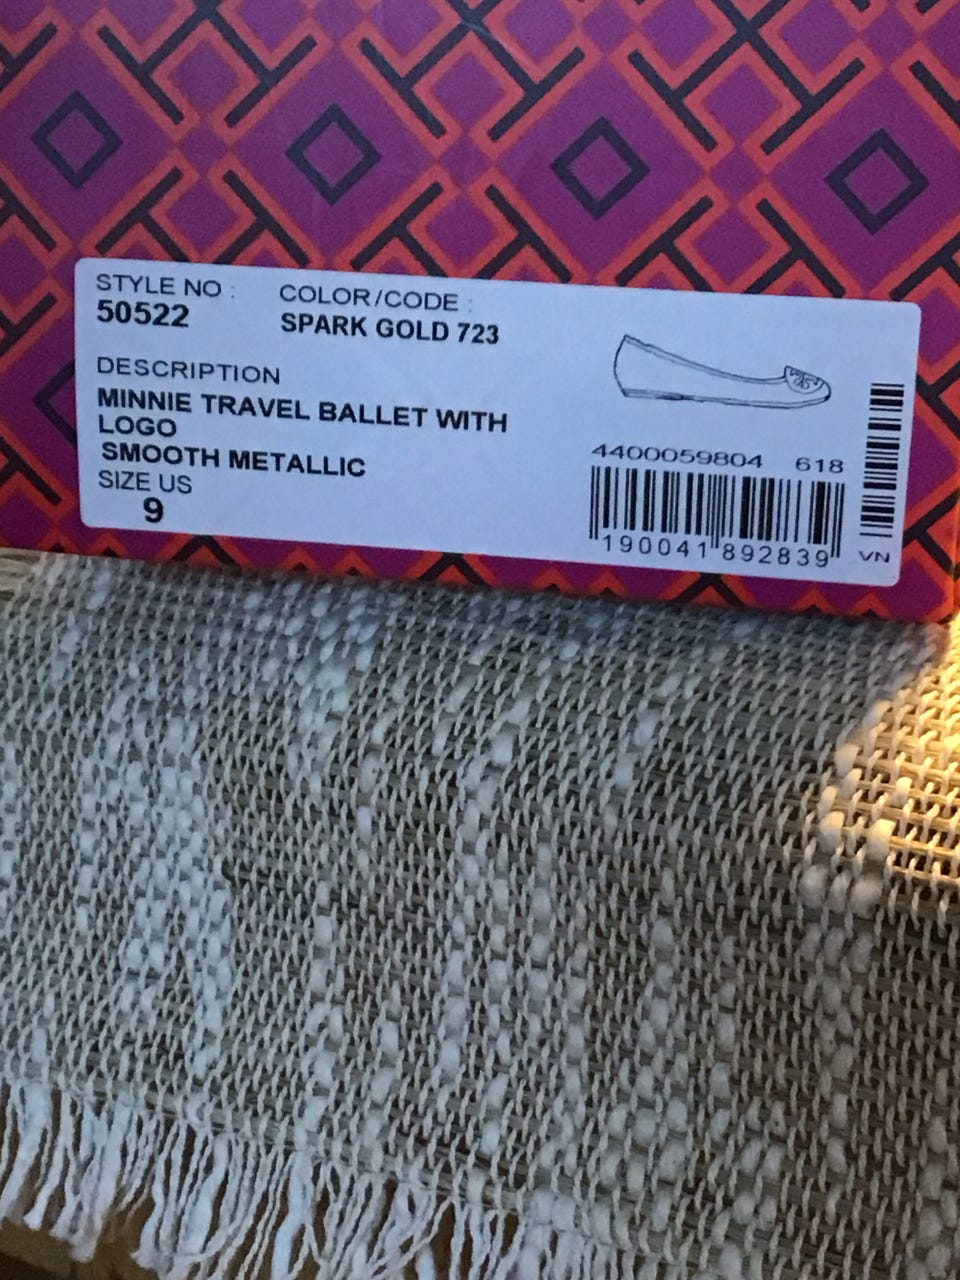 STYLE NO :
50522
COLOR/CODE :
SPARK GOLD 723
DESCRIPTION
MINNIE TRAVEL BALLET WITH
LOGO
SMOOTH METALLIC
SIZE US
9
4400059804 618
190041 892839
VN